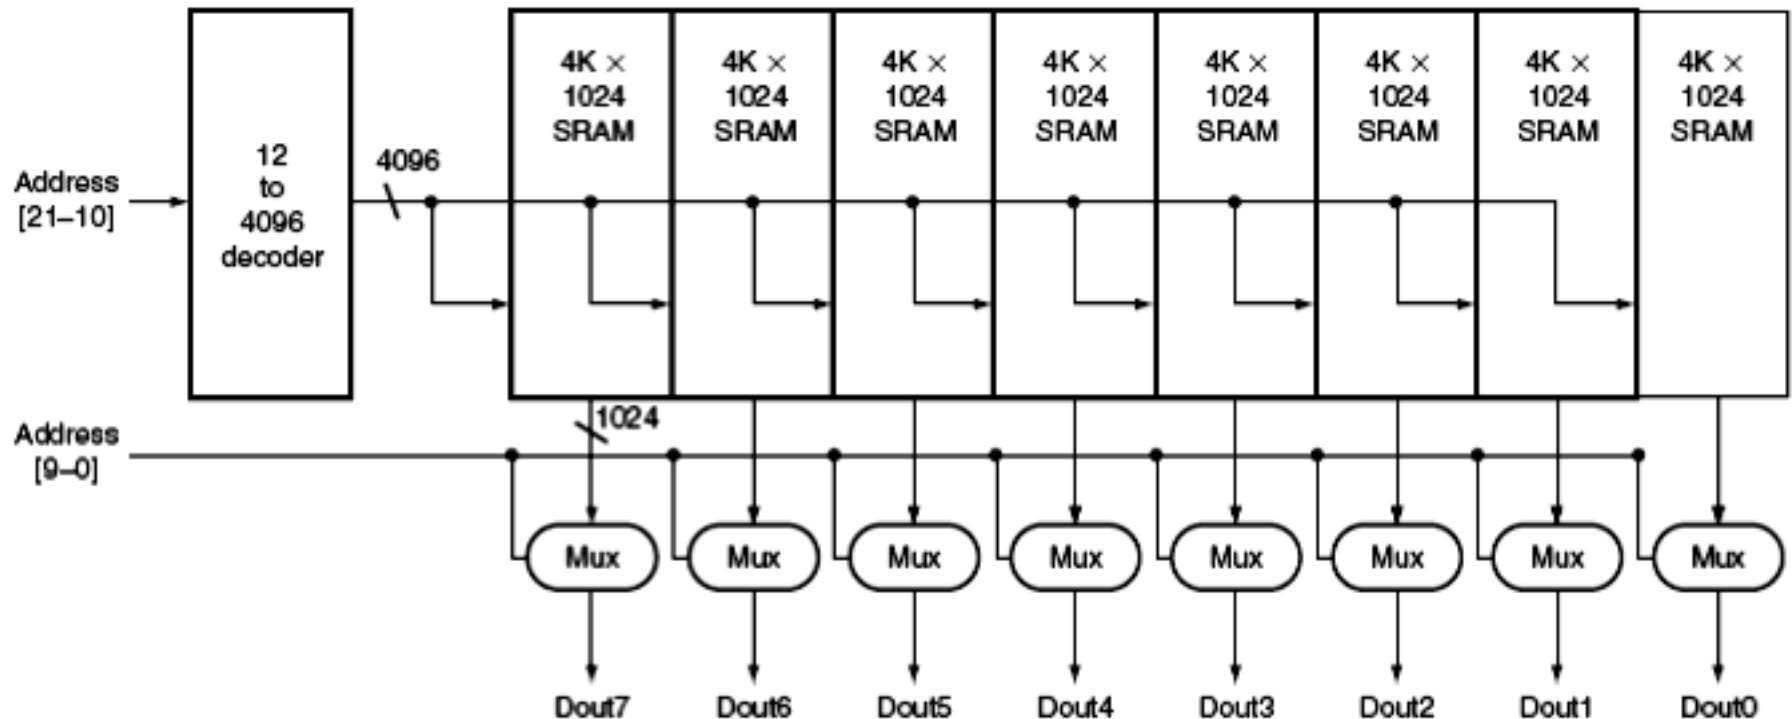 4K ×
1024
SRAM
4K ×
1024
SRAM
4K ×
1024
SRAM
4K ×
1024
SRAM
4K ×
1024
SRAM
4K ×
1024
SRAM
4K ×
1024
SRAM
4K ×
1024
SRAM
Address
[21–10]
12
to
4096
decoder
4096
1024
Address
[9–0]
Mux
Mux
Mux
Mux
Mux
Mux
Mux
Mux
Dout7
Dout6
Dout5
Dout4
Dout3
Dout2
Dout1
Dout0